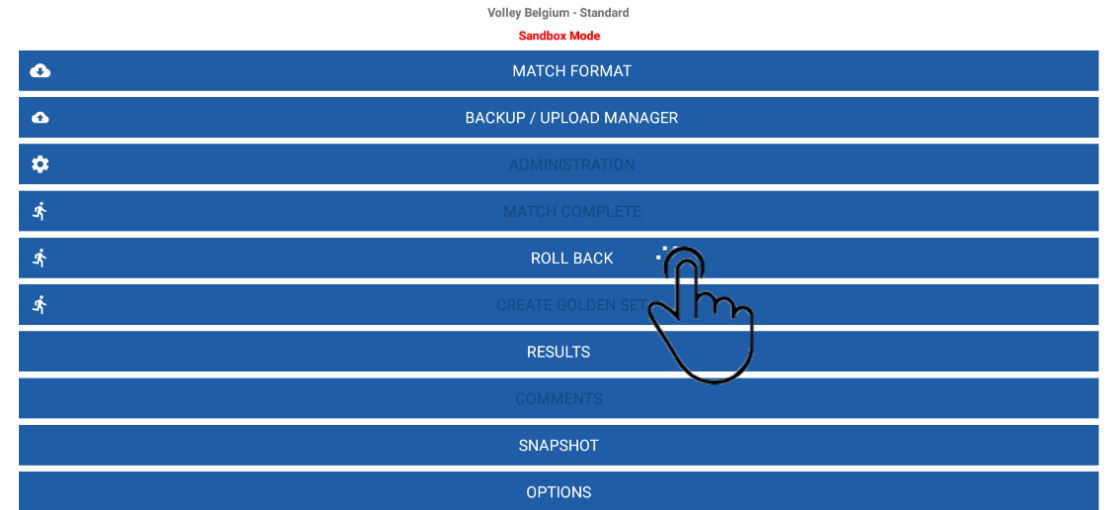 Volley Belgium - Standard
Sandbox Mode
MATCH FORMAT
BACKUP / UPLOAD MANAGER
ADMINISTRATION
MATCH COMPLETE
ROLL BACK
CREATE GOLDEN SET
RESULTS
COMMENTS
SNAPSHOT
OPTIONS